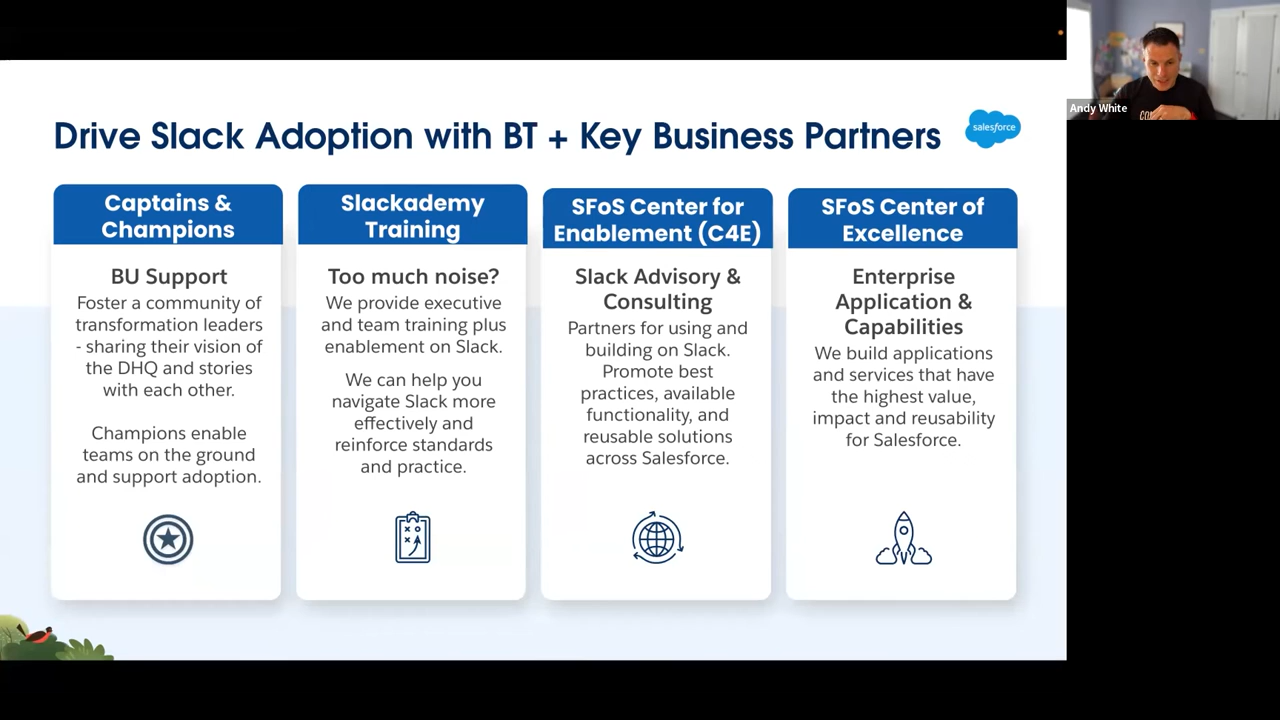 Drive Slack Adoption with BT + Key Business Partners
salesforce
Andy White
Captains &
Champions
BU Support
Foster a community of
transformation leaders
- sharing their vision of
the DHQ and stories
with each other.
Champions enable
teams on the ground
and support adoption.
Slackademy
Training
Too much noise?
We provide executive
and team training plus
enablement on Slack.
We can help you
navigate Slack more
effectively and
reinforce standards
and practice.
SFoS Center for
Enablement (C4E)
Slack Advisory &
Consulting
Partners for using and
building on Slack.
Promote best
practices, available
functionality, and
reusable solutions
across Salesforce.
SFoS Center of
Excellence
Enterprise
Application &
Capabilities
We build applications
and services that have
the highest value,
impact and reusability
for Salesforce.